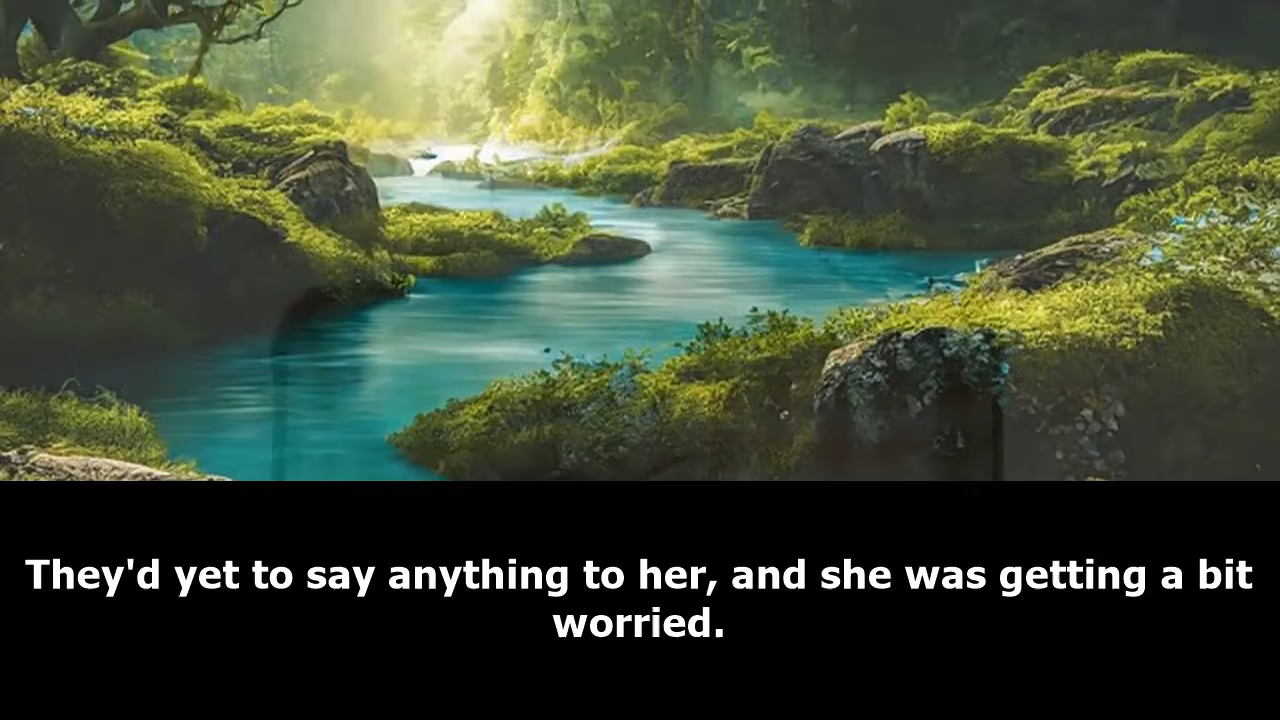 They'd yet to say anything to her, and she was getting a bit
worried.